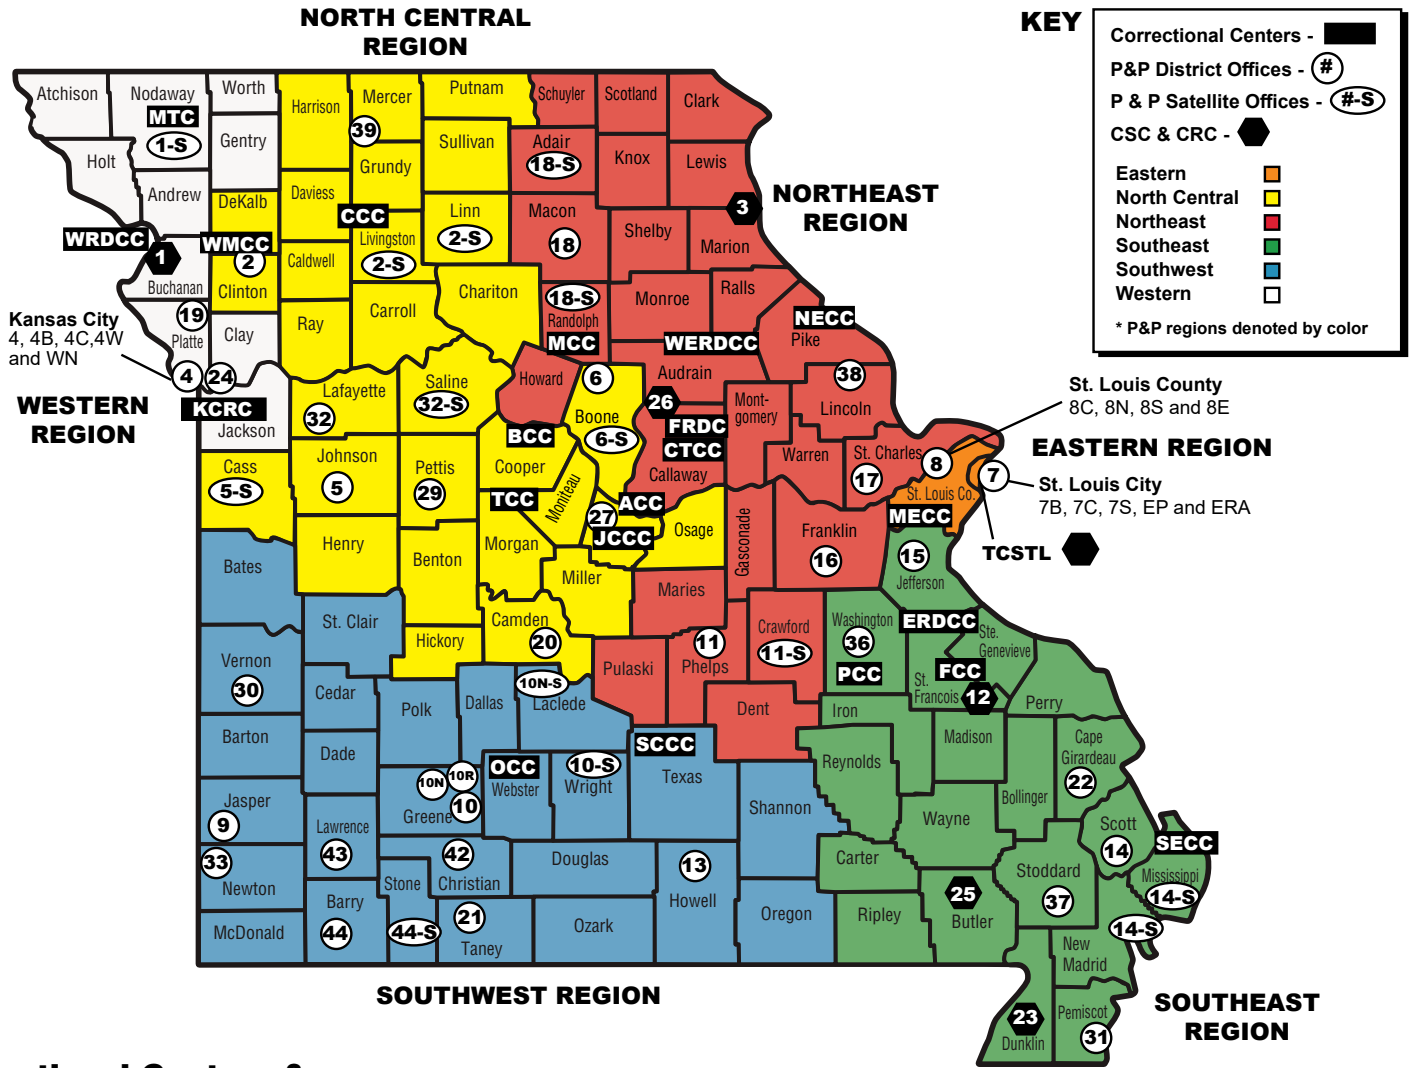 NORTH CENTRAL
REGION
KEY
Correctional Centers -
P&P District Offices - #
P & P Satellite Offices - #-S
CSC & CRC -
Eastern
North Central
Northeast
Southeast
Southwest
Western
* P&P regions denoted by color
Atchison
Nodaway
MTC
1-S
Worth
Harrison
Mercer
39
Putnam
Schuyler
Scotland
Clark
Holt
Gentry
Grundy
Sullivan
Adair
18-S
Knox
Lewis
Andrew
DeKalb
Daviess
CCC
Livingston
2-S
Linn
2-S
Macon
18
Shelby
Marion
3
NORTHEAST
REGION
WRDCC
1
WMCC
2
Buchanan
Clinton
Caldwell
Chariton
18-S
Randolph
MCC
Monroe
Ralls
Kansas City
4, 4B, 4C,4W
and WN
19
Platte
Clay
Ray
Carroll
WERDCC
NECC
Pike
4
24
KCRC
Jackson
WESTERN
REGION
Lafayette
32
Saline
32-S
Howard
6
Boone
6-S
Audrain
26
FRDC
CTCC
Callaway
Mont-
gomery
38
Lincoln
St. Louis County
8C, 8N, 8S and 8E
EASTERN REGION
Cass
5-S
Johnson
5
Pettis
29
BCC
Cooper
Moniteau
Warren
St. Charles
17
8
7
St. Louis Co.
MECC
St. Louis City
7B, 7C, 7S, EP and ERA
TCSTL
TCC
27
ACC
JCCC
Osage
Gasconade
Franklin
16
15
Jefferson
Bates
Henry
Benton
Morgan
Miller
Maries
St. Clair
Hickory
Camden
20
Pulaski
11
Phelps
Crawford
11-S
Washington
36
PCC
ERDCC
Ste.
Genevieve
FCC
St.
Francois
12
Perry
Vernon
30
Cedar
Polk
Dallas
10N-S
Laclede
Dent
Iron
Madison
Cape
Girardeau
22
Barton
Dade
10N
10R
10
Greene
OCC
Webster
10-S
Wright
SCCC
Texas
Shannon
Reynolds
Bollinger
Jasper
9
Lawrence
43
42
Christian
Douglas
Wayne
Scott
14
SECC
33
Newton
Stone
13
Howell
Carter
Stoddard
37
Mississippi
14-S
McDonald
Barry
44
44-S
21
Taney
Ozark
Oregon
Ripley
25
Butler
14-S
New
Madrid
SOUTHWEST REGION
23
Dunklin
Pemiscot
31
SOUTHEAST
REGION